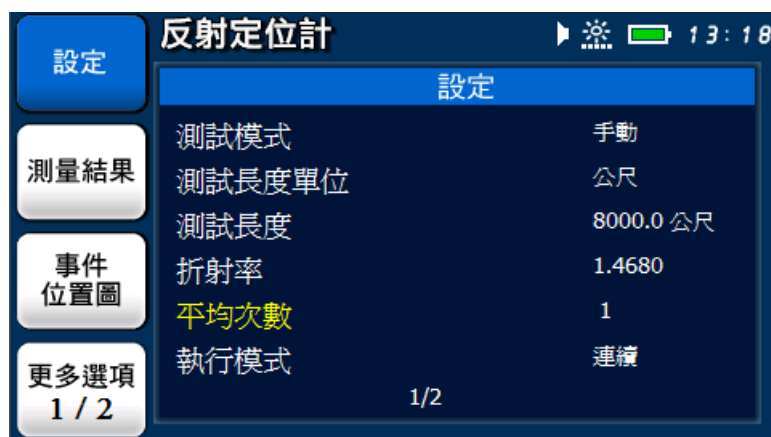 反射定位計
13:18
設定
測量結果
事件
位置圖
更多選項
1 / 2
設定
測試模式 手動
測試長度單位 公尺
測試長度 8000.0 公尺
折射率 1.4680
平均次數 1
執行模式 連續
1/2